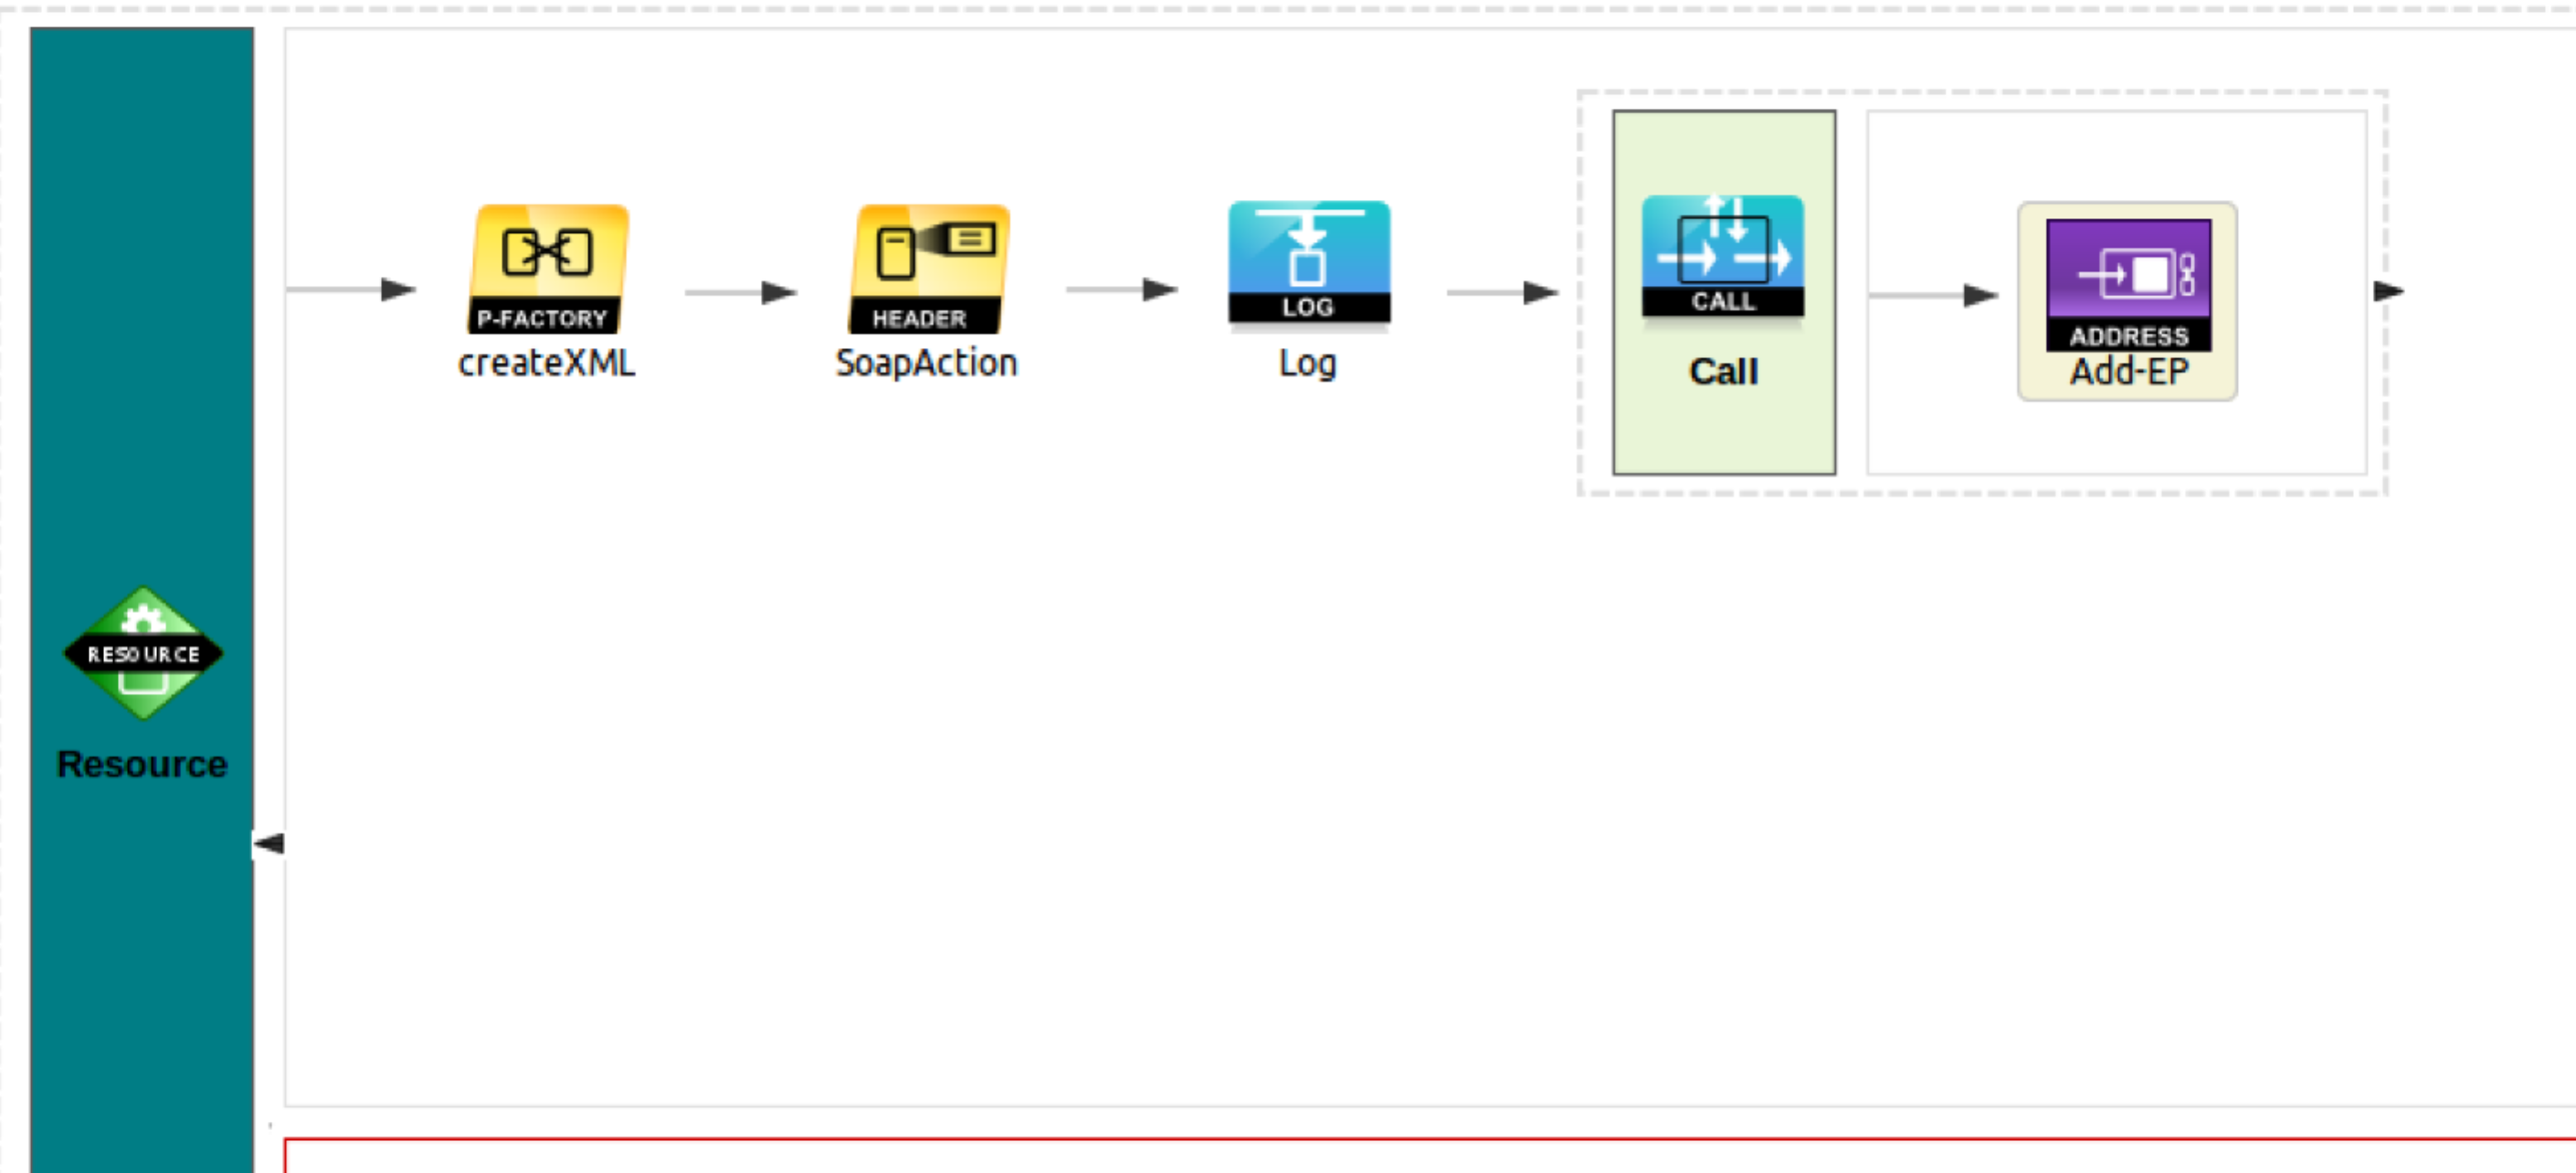 P-FACTORY
createXML
HEADER
SoapAction
LOG
Log
CALL
Call
ADDRESS
Add-EP
RESOURCE
Resource